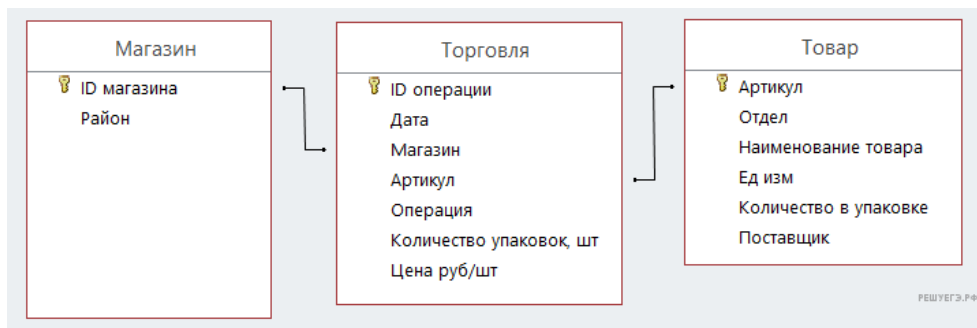 Магазин
ID магазина
Район
Торговля
ID операции
Дата
Магазин
Артикул
Операция
Количество упаковок, шт
Цена руб/шт
Товар
Артикул
Отдел
Наименование товара
Ед изм
Количество в упаковке
Поставщик
РЕШУЕГЭ.РФ